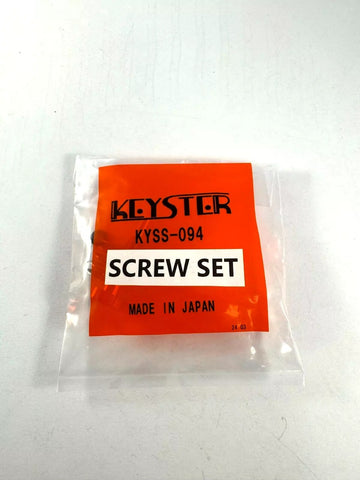 KEYSTER
KYSS-094
SCREW SET
MADE IN JAPAN
24.03